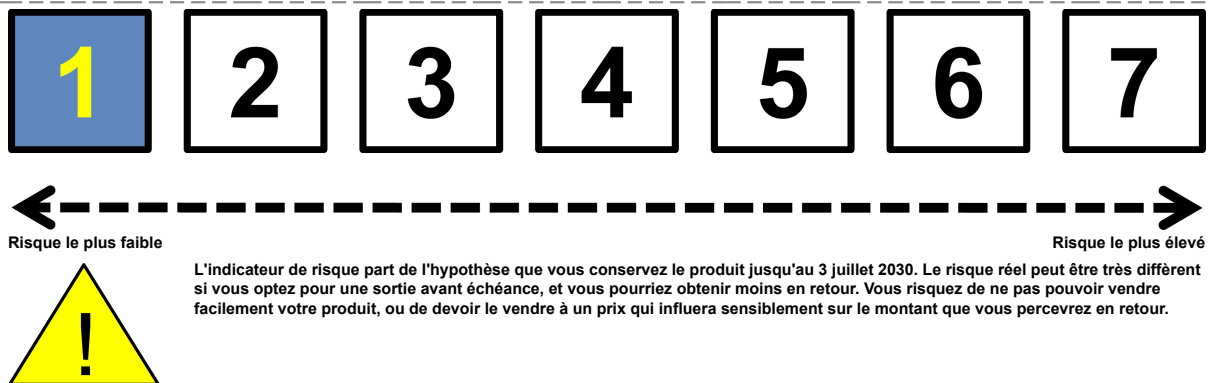 1 2 3 4 5 6 7
Risque le plus faible Risque le plus élevé
L'indicateur de risque part de l'hypothèse que vous conservez le produit jusqu'au 3 juillet 2030. Le risque réel peut être très diffèrent
si vous optez pour une sortie avant échéance, et vous pourriez obtenir moins en retour. Vous risquez de ne pas pouvoir vendre
facilement votre produit, ou de devoir le vendre à un prix qui influera sensiblement sur le montant que vous percevrez en retour.
!